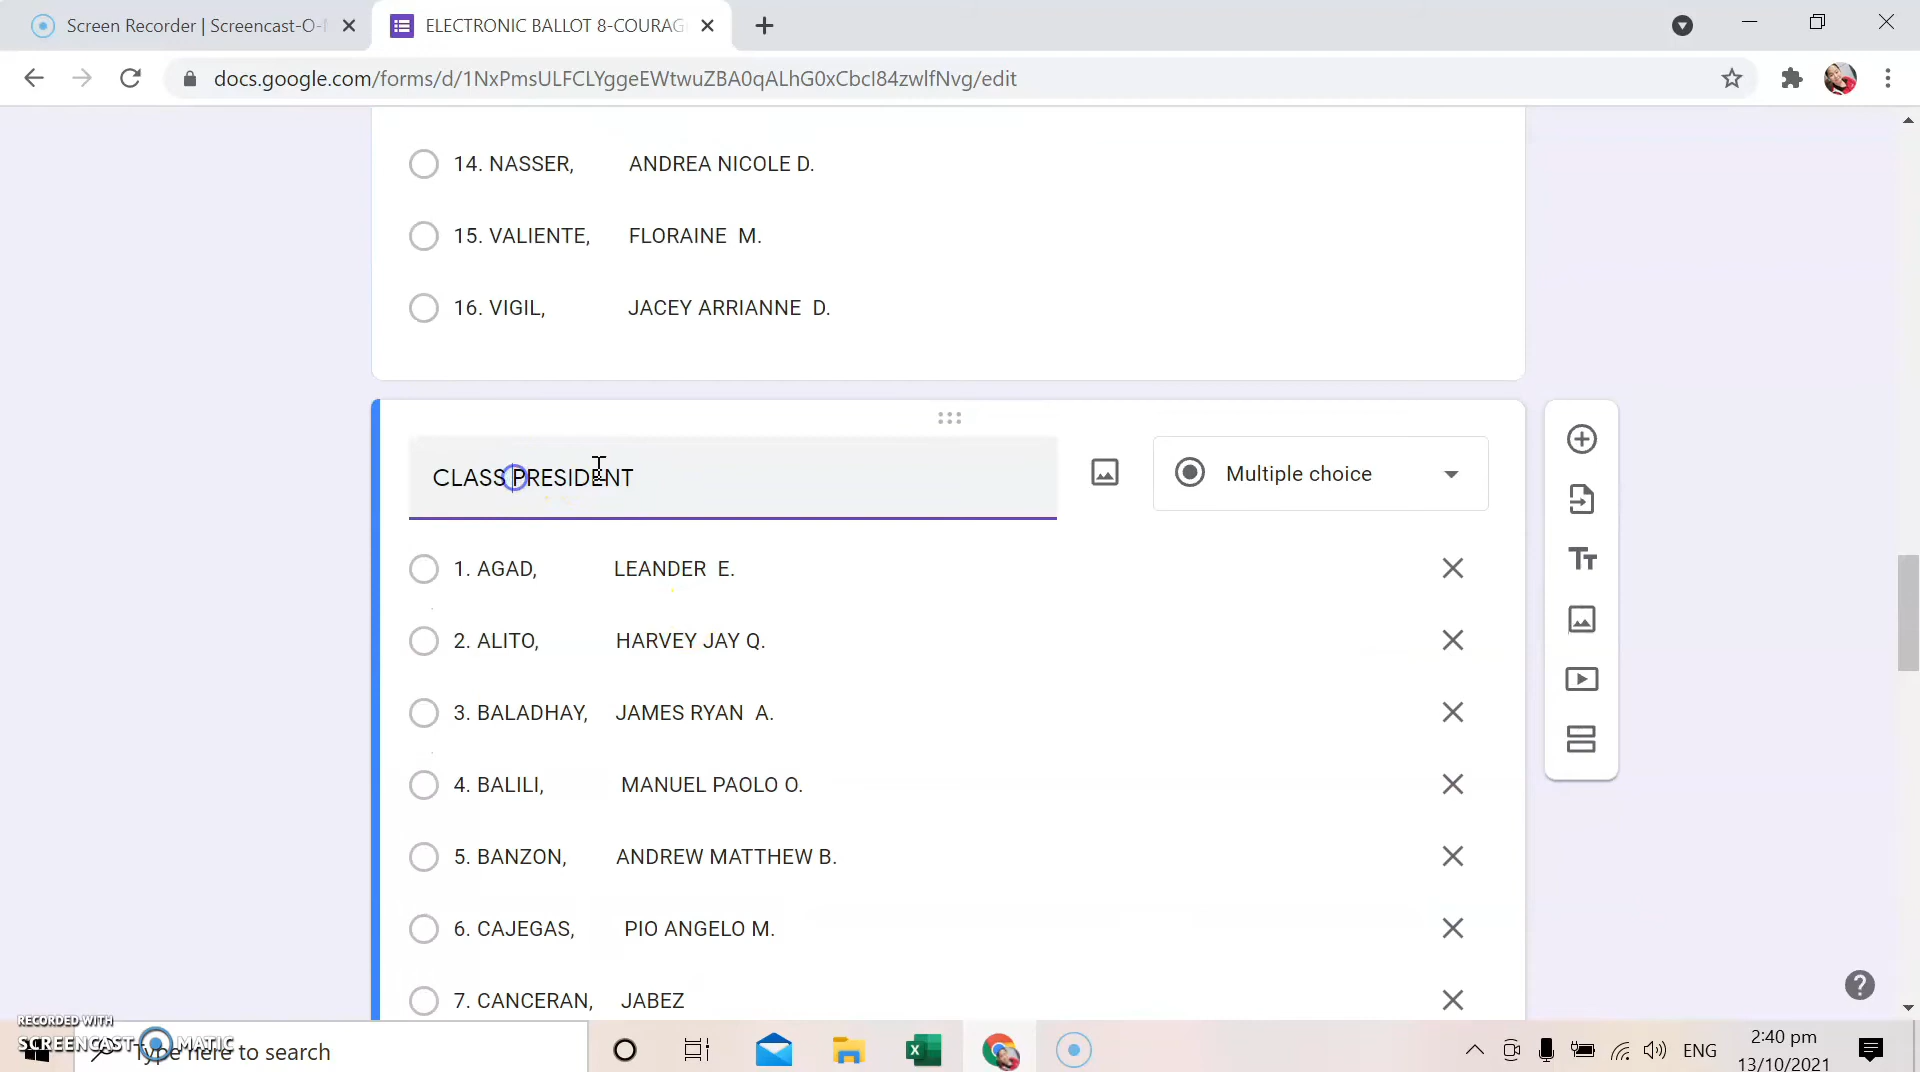 Screen Recorder | Screencast-O-
ELECTRONIC BALLOT 8-COURAG
docs.google.com/forms/d/1NxPmsULFCLYggeEWtwuZBA0qALhG0xCbcI84zwlfNvg/edit
14. NASSER, ANDREA NICOLE D.
15. VALIENTE, FLORAINE M.
16. VIGIL, JACEY ARRIANNE D.
CLASS PRESIDENT
Multiple choice
1. AGAD, LEANDER E.
2. ALITO, HARVEY JAY Q.
3. BALADHAY, JAMES RYAN A.
4. BALILI, MANUEL PAOLO O.
5. BANZON, ANDREW MATTHEW B.
6. CAJEGAS, PIO ANGELO M.
7. CANCERAN, JABEZ
RECORDED WITH
SCREENCAST-O-MATIC
Type here to search
ENG
2:40 pm
13/10/2021